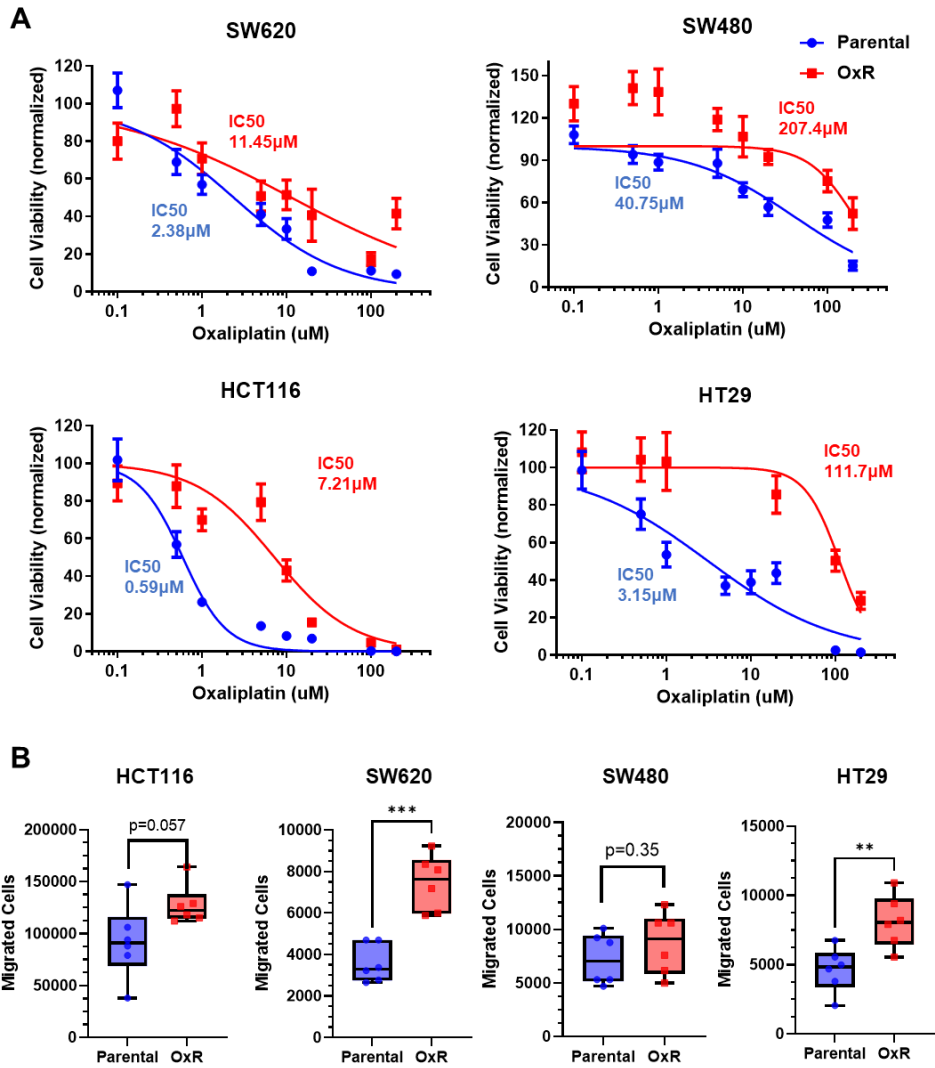 A
SW620
Cell Viability (normalized)
120
100
80
60
40
20
0
IC50
11.45μM
IC50
2.38μM
0.1
1
10
100
Oxaliplatin (uM)
SW480
Parental
OxR
Cell Viability (normalized)
150
120
90
60
30
0
IC50
207.4μM
IC50
40.75μM
0.1
1
10
100
Oxaliplatin (uM)
HCT116
Cell Viability (normalized)
120
100
80
60
40
20
0
IC50
7.21μM
IC50
0.59μM
0.1
1
10
100
Oxaliplatin (uM)
HT29
Cell Viability (normalized)
120
100
80
60
40
20
0
IC50
111.7μM
IC50
3.15μM
0.1
1
10
100
Oxaliplatin (uM)
B
HCT116
Migrated Cells
200000
150000
100000
50000
0
p=0.057
Parental
OxR
SW620
Migrated Cells
10000
8000
6000
4000
2000
0
***
Parental
OxR
SW480
Migrated Cells
20000
15000
10000
5000
0
p=0.35
Parental
OxR
HT29
Migrated Cells
15000
10000
5000
0
**
Parental
OxR